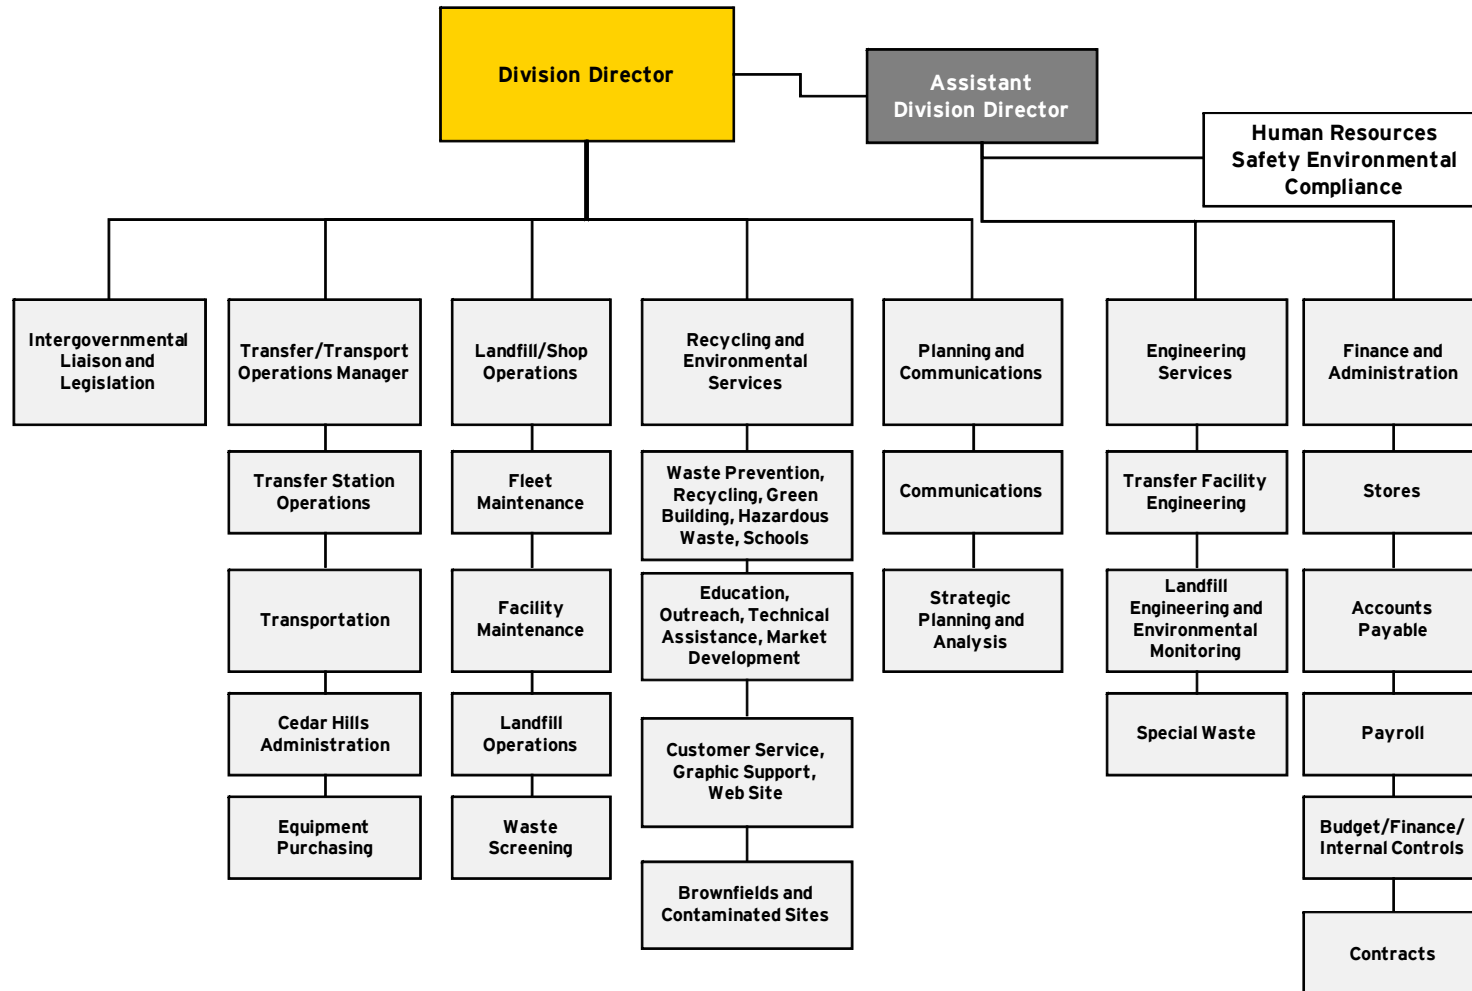 Division Director
Assistant
Division Director
Human Resources
Safety Environmental
Compliance
Intergovernmental
Liaison and
Legislation
Transfer/Transport
Operations Manager
Landfill/Shop
Operations
Recycling and
Environmental
Services
Planning and
Communications
Engineering
Services
Finance and
Administration
Transfer Station
Operations
Fleet
Maintenance
Waste Prevention,
Recycling, Green
Building, Hazardous
Waste, Schools
Communications
Transfer Facility
Engineering
Stores
Transportation
Facility
Maintenance
Education,
Outreach, Technical
Assistance, Market
Development
Strategic
Planning and
Analysis
Landfill
Engineering and
Environmental
Monitoring
Accounts
Payable
Cedar Hills
Administration
Landfill
Operations
Customer Service,
Graphic Support,
Web Site
Special Waste
Payroll
Equipment
Purchasing
Waste
Screening
Brownfields and
Contaminated Sites
Budget/Finance/
Internal Controls
Contracts